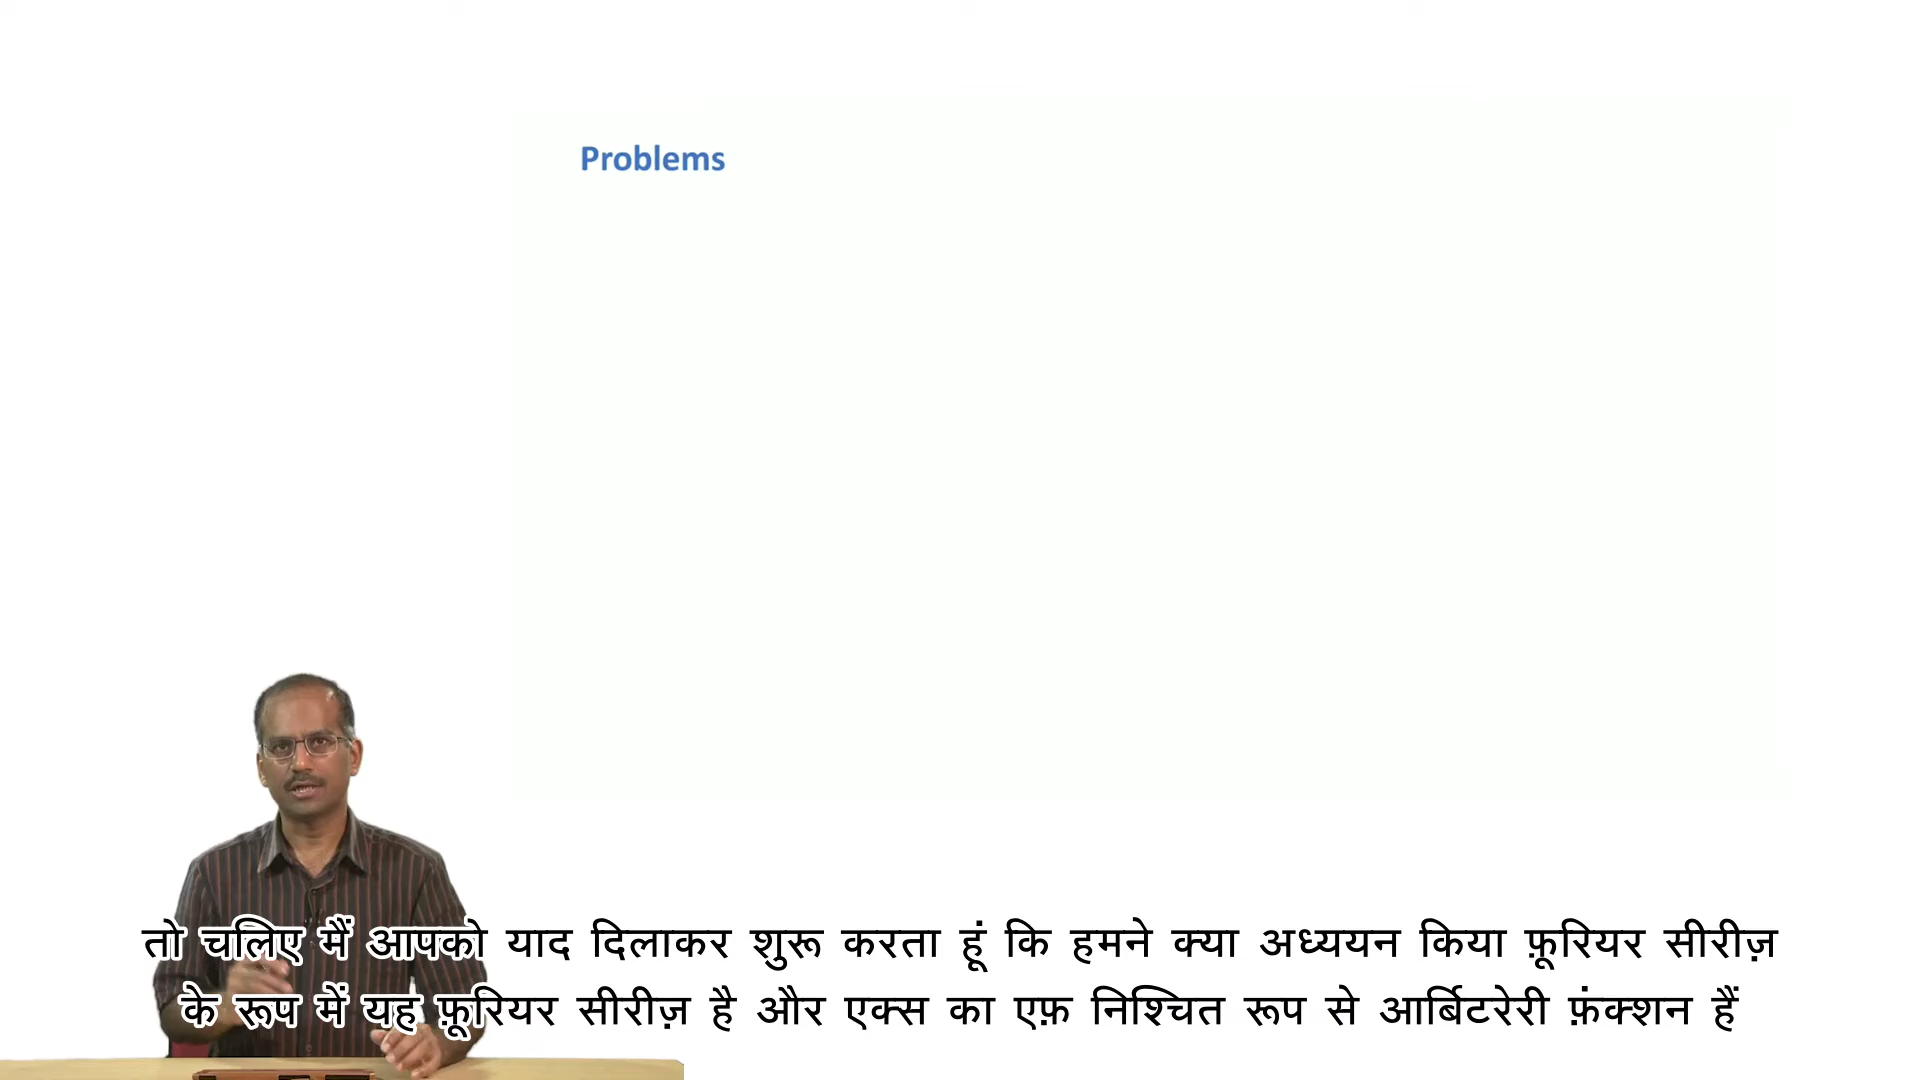 Problems
तो चलिए मैं आपको याद दिलाकर शुरू करता हूं कि हमने क्या अध्ययन किया फ़ूरियर सीरीज़
के रूप में यह फ़ूरियर सीरीज़ है और एक्स का एफ़ निश्चित रूप से आर्बिटरेरी फ़ंक्शन हैं